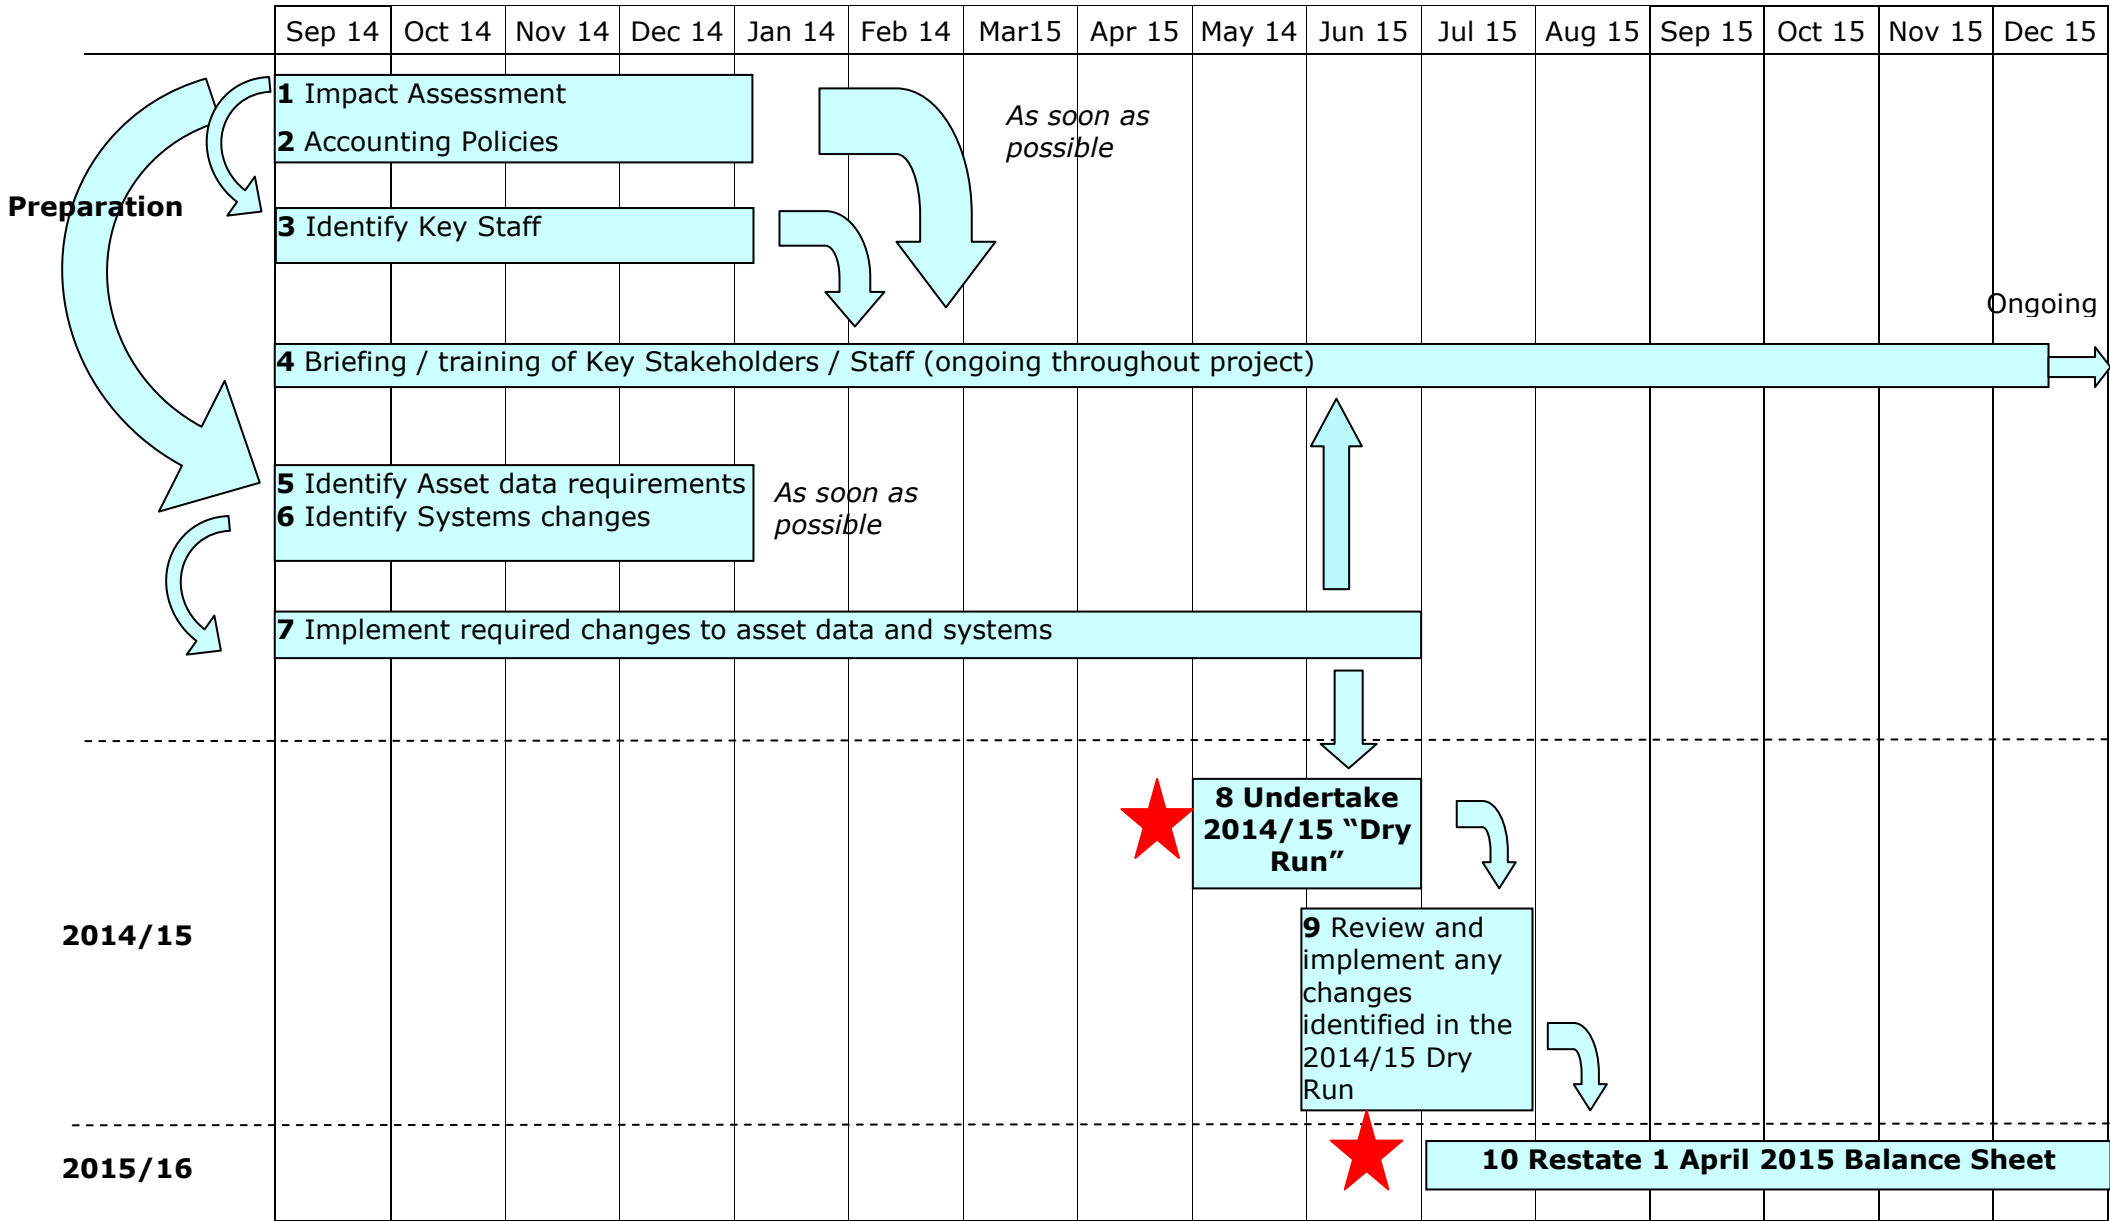 Sep 14 Oct 14 Nov 14 Dec 14 Jan 14 Feb 14 Mar15 Apr 15 May 14 Jun 15 Jul 15 Aug 15 Sep 15 Oct 15 Nov 15 Dec 15
1 Impact Assessment
2 Accounting Policies
As soon as
possible
Preparation
3 Identify Key Staff
Ongoing
4 Briefing / training of Key Stakeholders / Staff (ongoing throughout project)
5 Identify Asset data requirements
6 Identify Systems changes
As soon as
possible
7 Implement required changes to asset data and systems
8 Undertake
2014/15 “Dry
Run”
2014/15
9 Review and
implement any
changes
identified in the
2014/15 Dry
Run
2015/16
10 Restate 1 April 2015 Balance Sheet